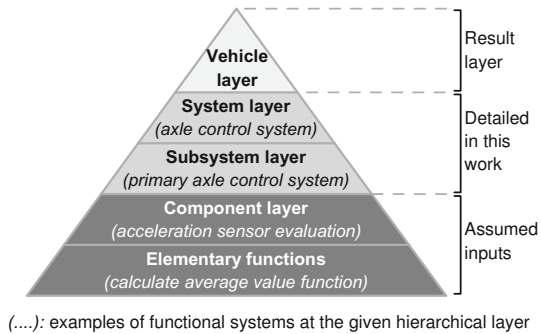 Vehicle
layer
System layer
(axle control system)
Subsystem layer
(primary axle control system)
Component layer
(acceleration sensor evaluation)
Elementary functions
(calculate average value function)
Result
layer
Detailed
in this
work
Assumed
inputs
(....): examples of functional systems at the given hierarchical layer